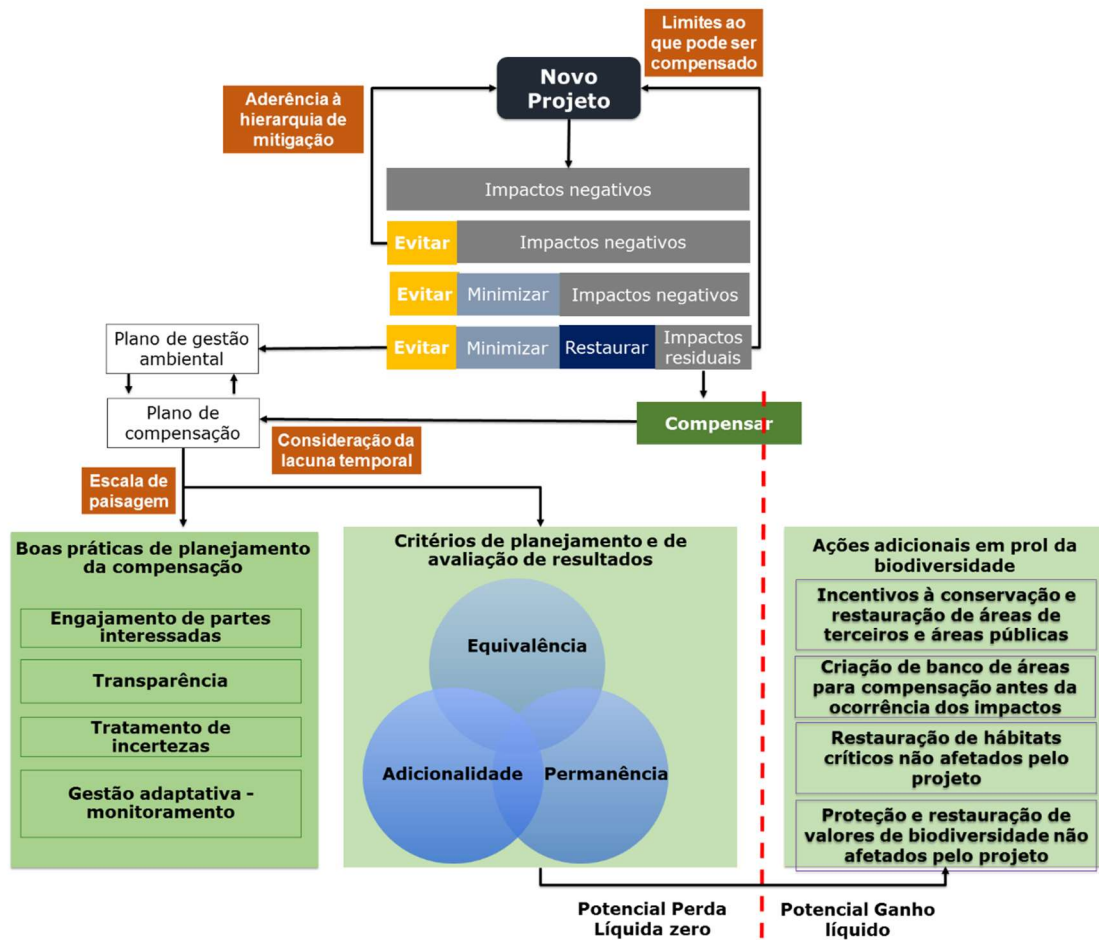 Limites ao
que pode ser
compensado
Novo
Projeto
Aderência à
hierarquia de
mitigação
Impactos negativos
Evitar
Impactos negativos
Evitar
Minimizar
Impactos negativos
Evitar
Minimizar
Restaurar
Impactos
residuais
Plano de gestão
ambiental
Plano de
compensação
Compensar
Consideração da
lacuna temporal
Escala de
paisagem
Boas práticas de planejamento
da compensação
Engajamento de partes
interessadas
Transparência
Tratamento de
incertezas
Gestão adaptativa -
monitoramento
Critérios de planejamento e de
avaliação de resultados
Equivalência
Adicionalidade
Permanência
Ações adicionais em prol da
biodiversidade
Incentivos à conservação e
restauração de áreas de
terceiros e áreas públicas
Criação de banco de áreas
para compensação antes da
ocorrência dos impactos
Restauração de hábitats
críticos não afetados pelo
projeto
Proteção e restauração de
valores de biodiversidade não
afetados pelo projeto
Potencial Perda
Líquida zero
Potencial Ganho
líquido